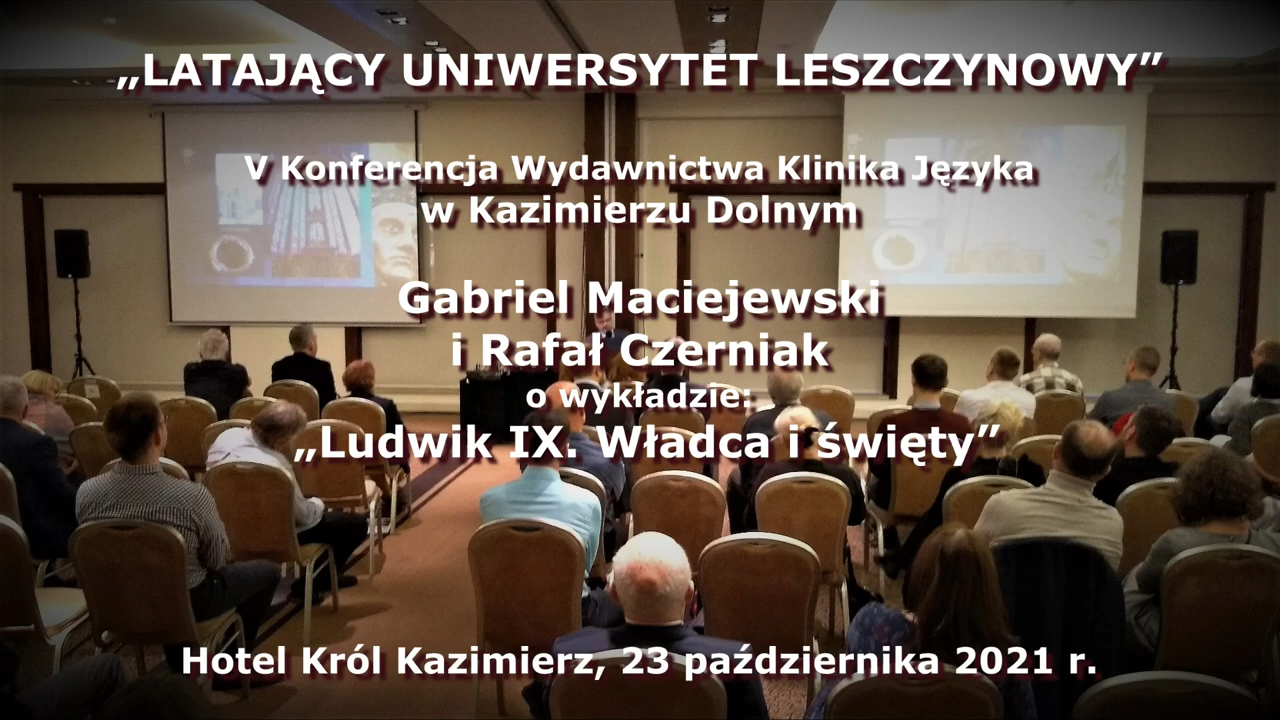 „LATAJĄCY UNIWERSYTET LESZCZYNOWY”
V Konferencja Wydawnictwa Klinika Języka
w Kazimierzu Dolnym
Gabriel Maciejewski
i Rafał Czerniak
o wykładzie:
„Ludwik IX. Władca i święty”
Hotel Król Kazimierz, 23 października 2021 r.